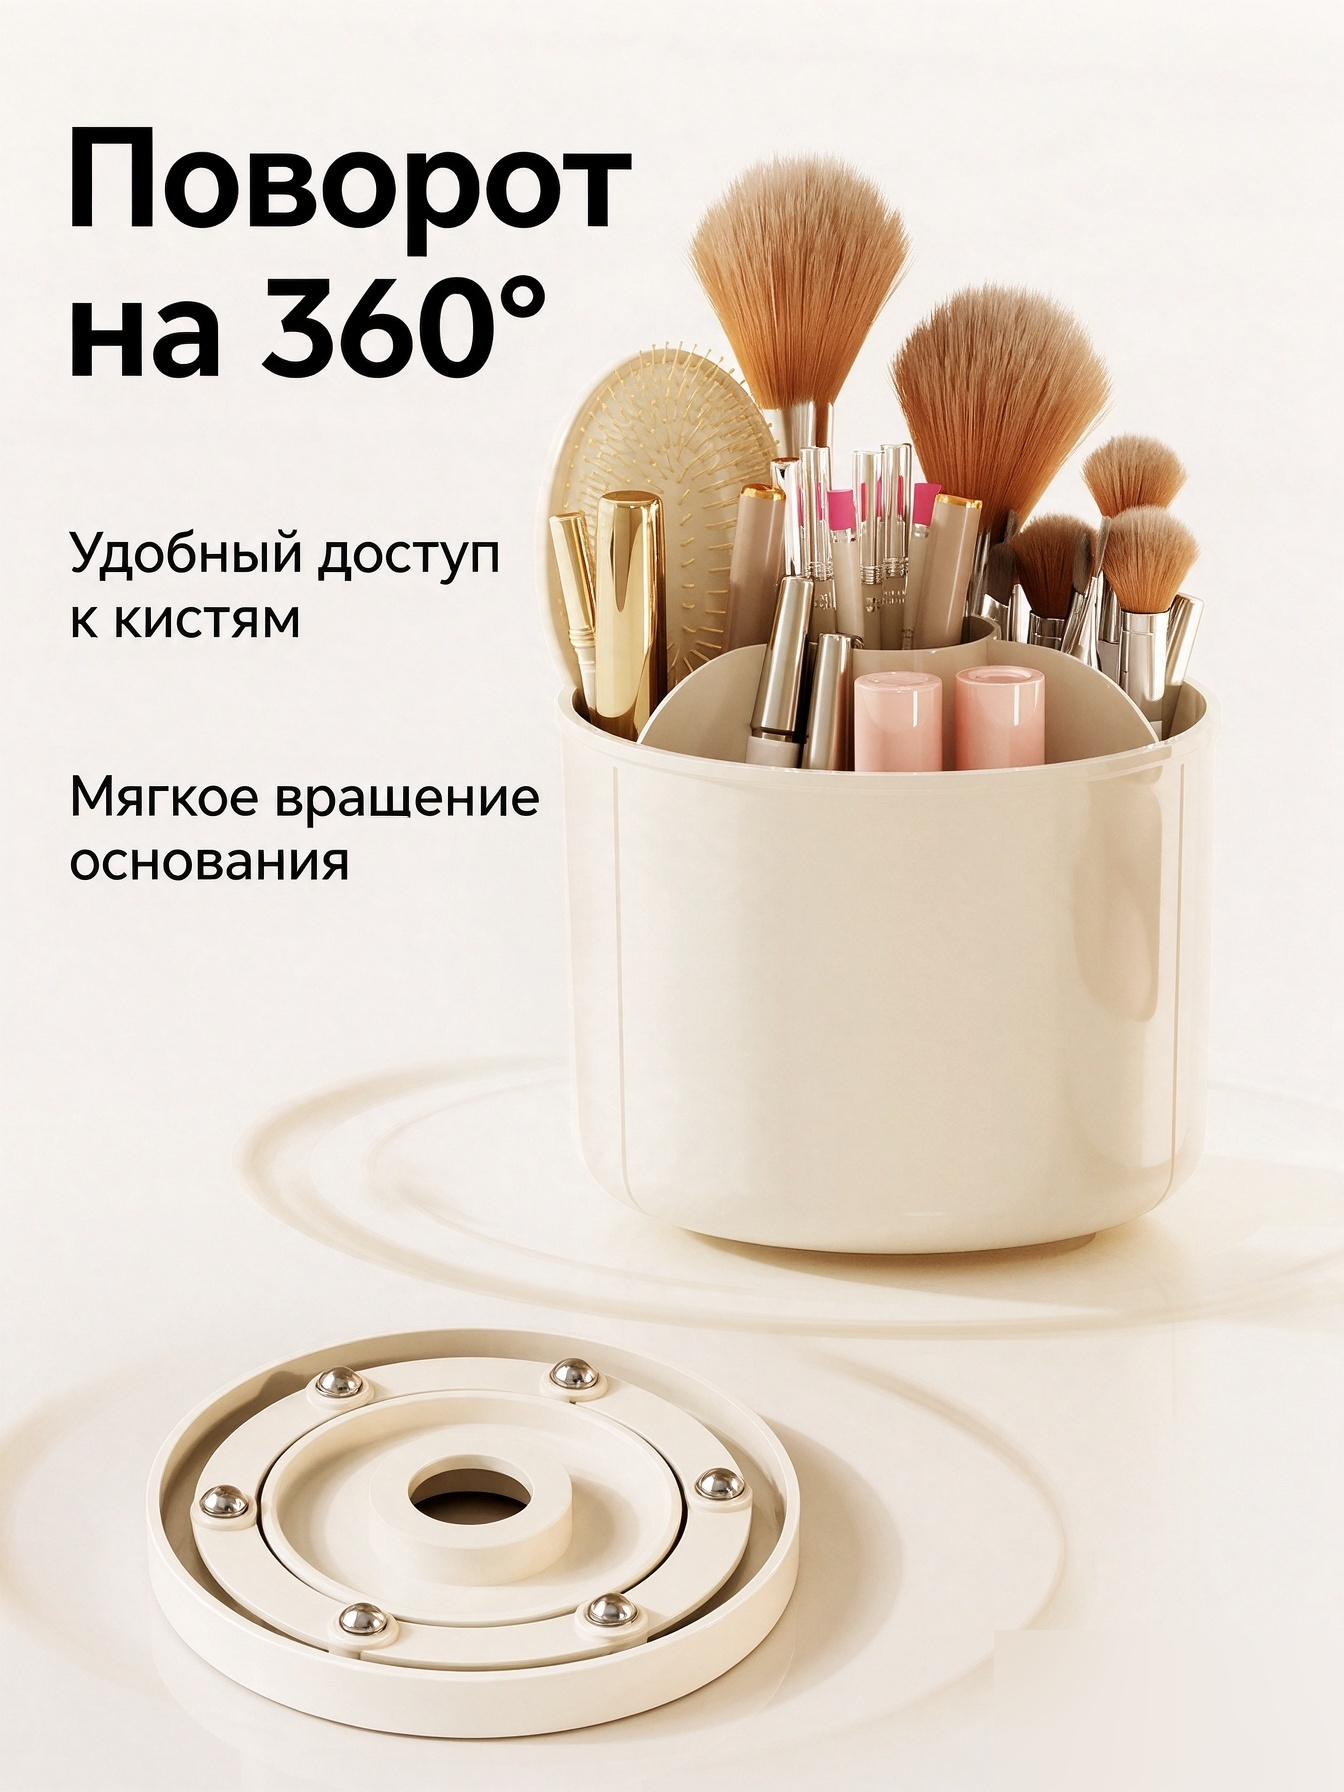 Поворот
на 360°
Удобный доступ
к кистям
Мягкое вращение
основания